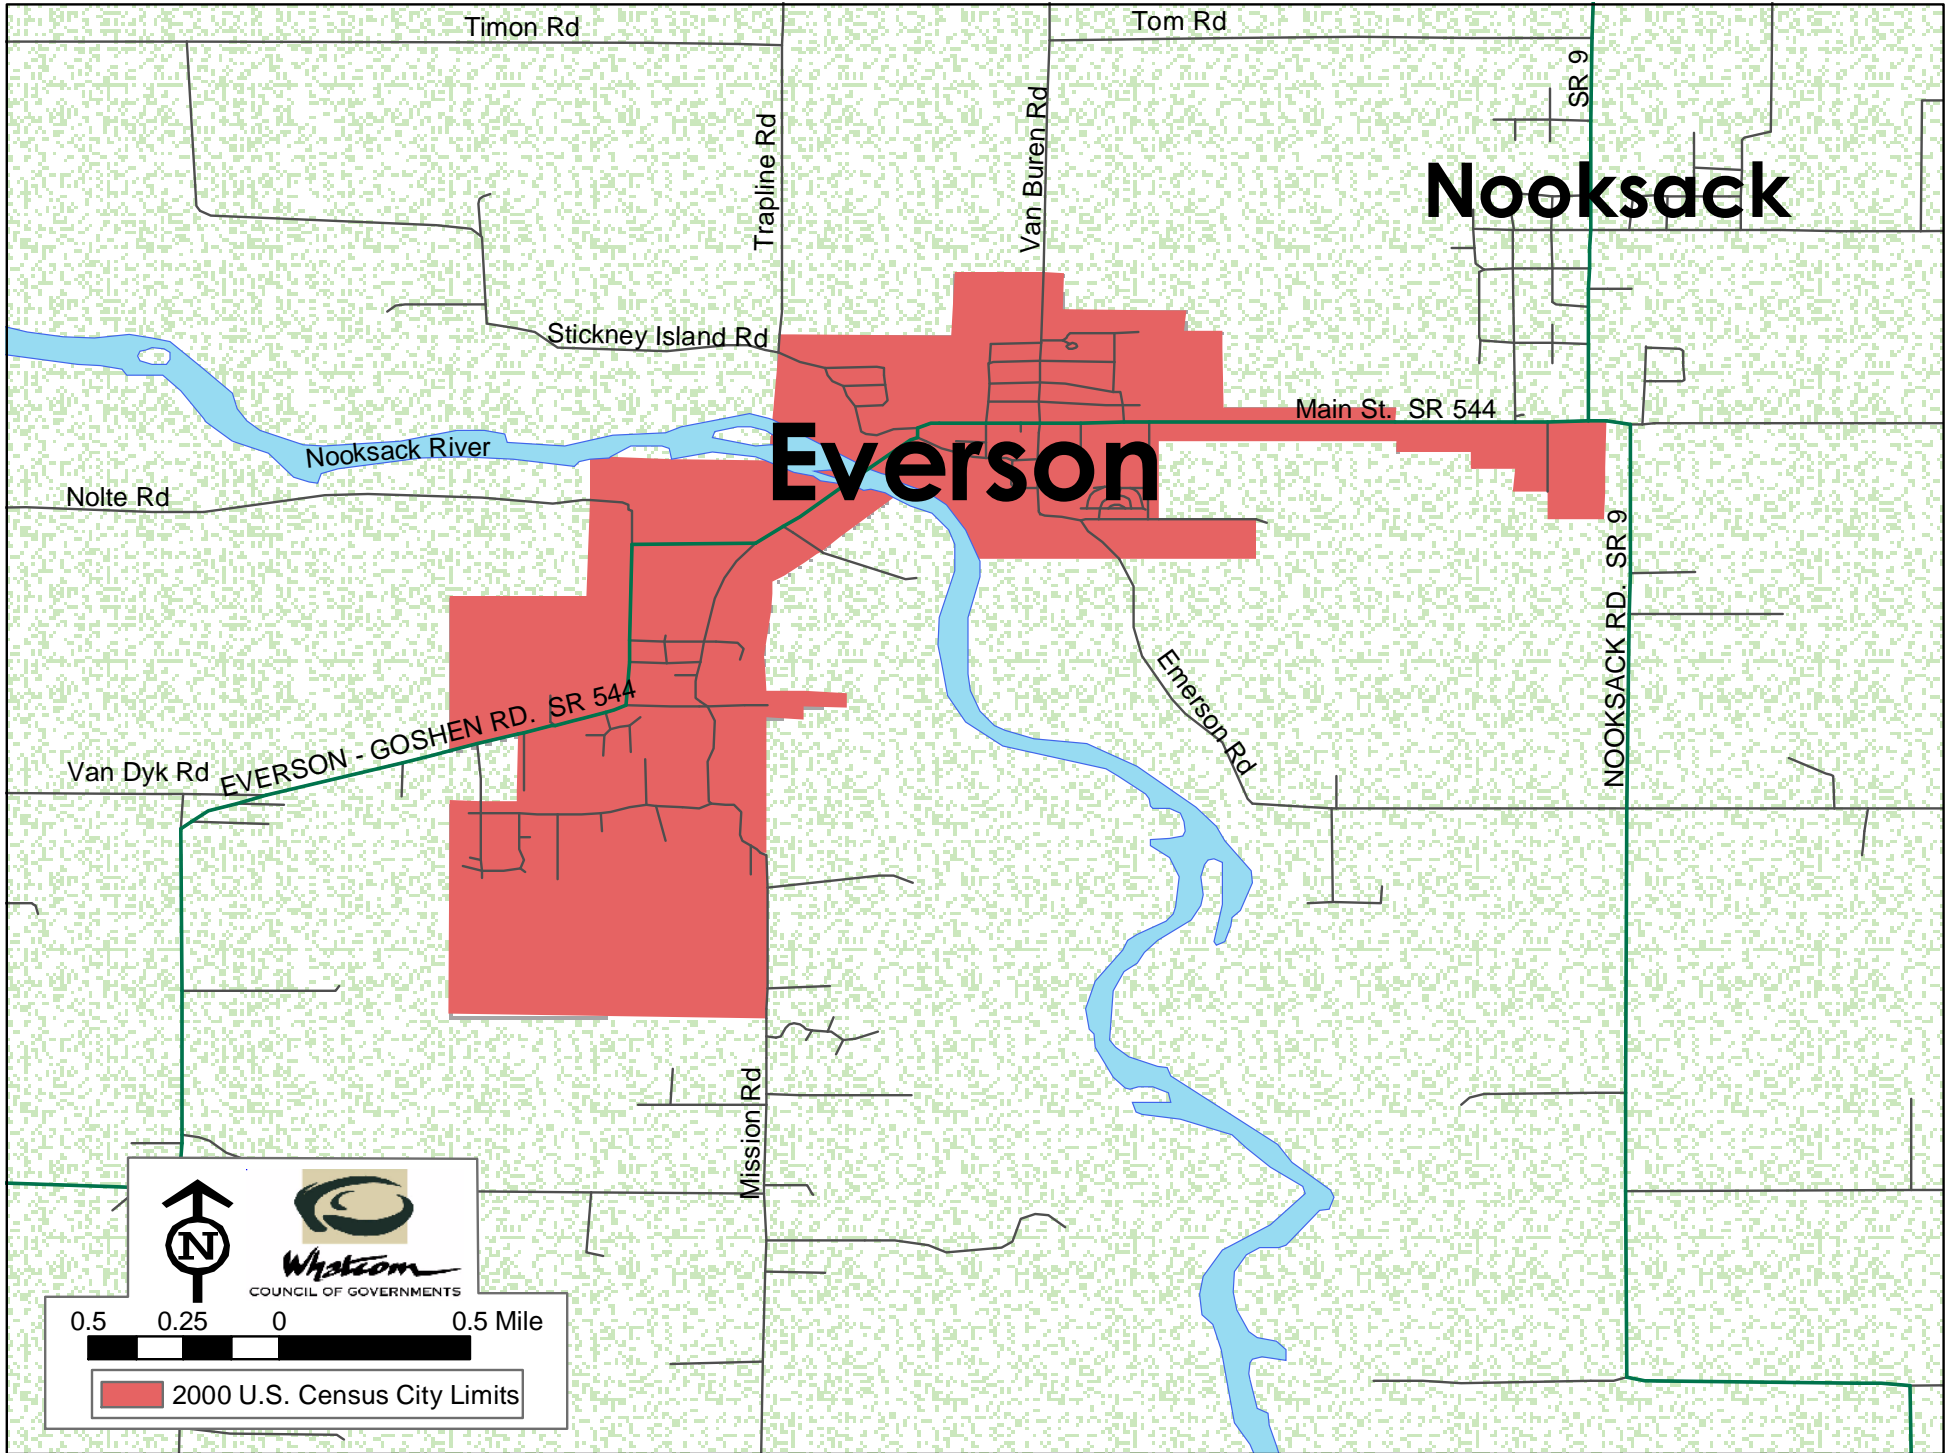 Timon Rd
Tom Rd
SR 9
Trapline Rd
Van Buren Rd
Nooksack
Stickney Island Rd
Main St. SR 544
Everson
Nooksack River
Nolte Rd
NOOKSACK RD. SR 9
Emerson Rd
EVERSON - GOSHEN RD. SR 544
Van Dyk Rd
Mission Rd
N
Whatcom
COUNCIL OF GOVERNMENTS
0.5 0.25 0 0.5 Mile
2000 U.S. Census City Limits